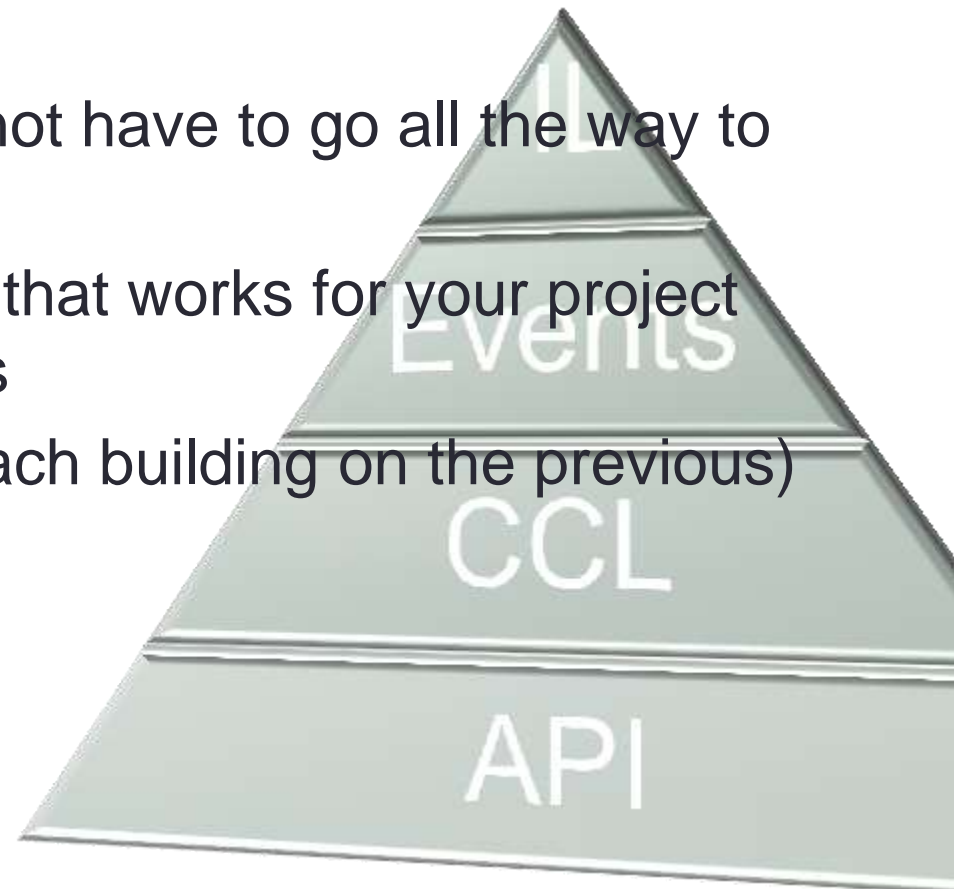 IL
not have to go all the way to
that works for your project
Events
s
ach building on the previous)
CCL
API